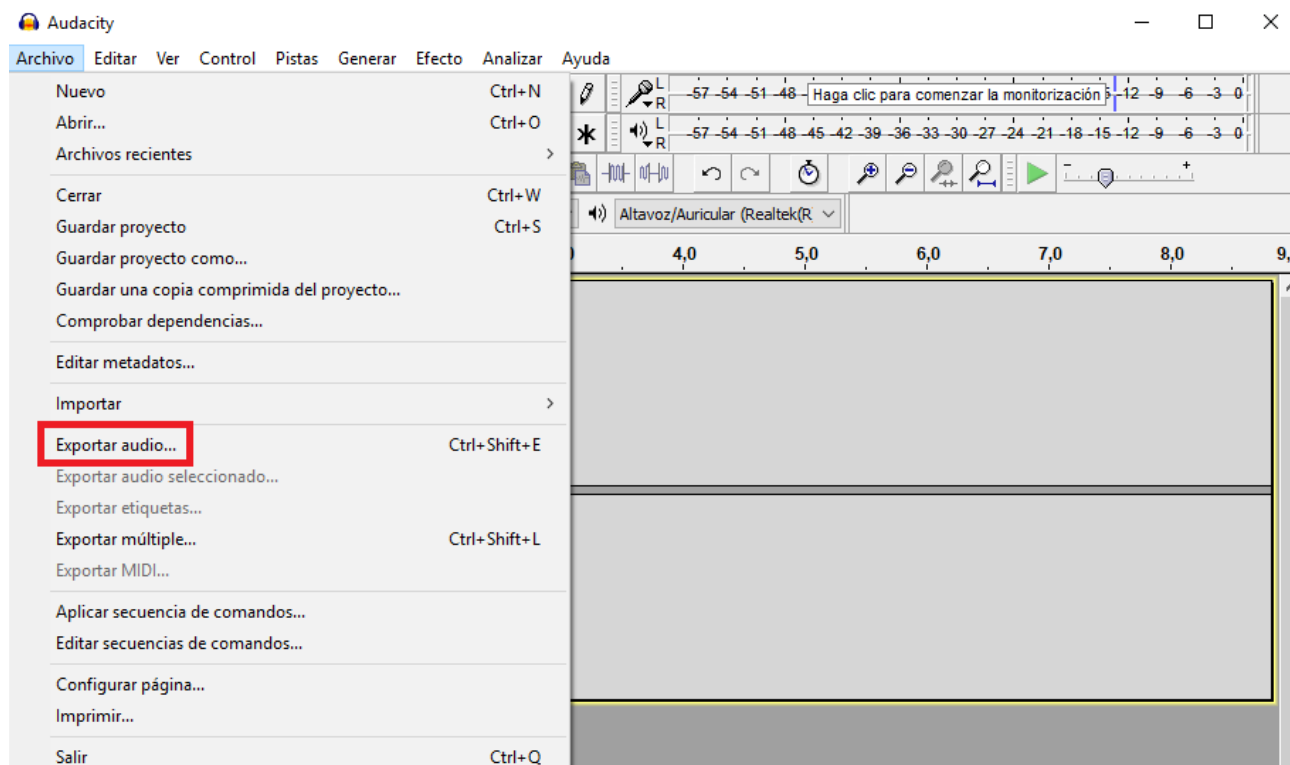 Audacity
Archivo Editar Ver Control Pistas Generar Efecto Analizar Ayuda
Nuevo Ctrl+N
Abrir... Ctrl+O
Archivos recientes
Cerrar Ctrl+W
Guardar proyecto Ctrl+S
Guardar proyecto como...
Guardar una copia comprimida del proyecto...
Comprobar dependencias...
Editar metadatos...
Importar
Exportar audio... Ctrl+Shift+E
Exportar audio seleccionado...
Exportar etiquetas...
Exportar múltiple... Ctrl+Shift+L
Exportar MIDI...
Aplicar secuencia de comandos...
Editar secuencias de comandos...
Configurar página...
Imprimir...
Salir Ctrl+Q
L
R
-57 -54 -51 -48 Haga clic para comenzar la monitorización -12 -9 -6 -3 0
L
R
-57 -54 -51 -48 -45 -42 -39 -36 -33 -30 -27 -24 -21 -18 -15 -12 -9 -6 -3 0
- +
Altavoz/Auricular (Realtek(R
4,0 5,0 6,0 7,0 8,0 9,